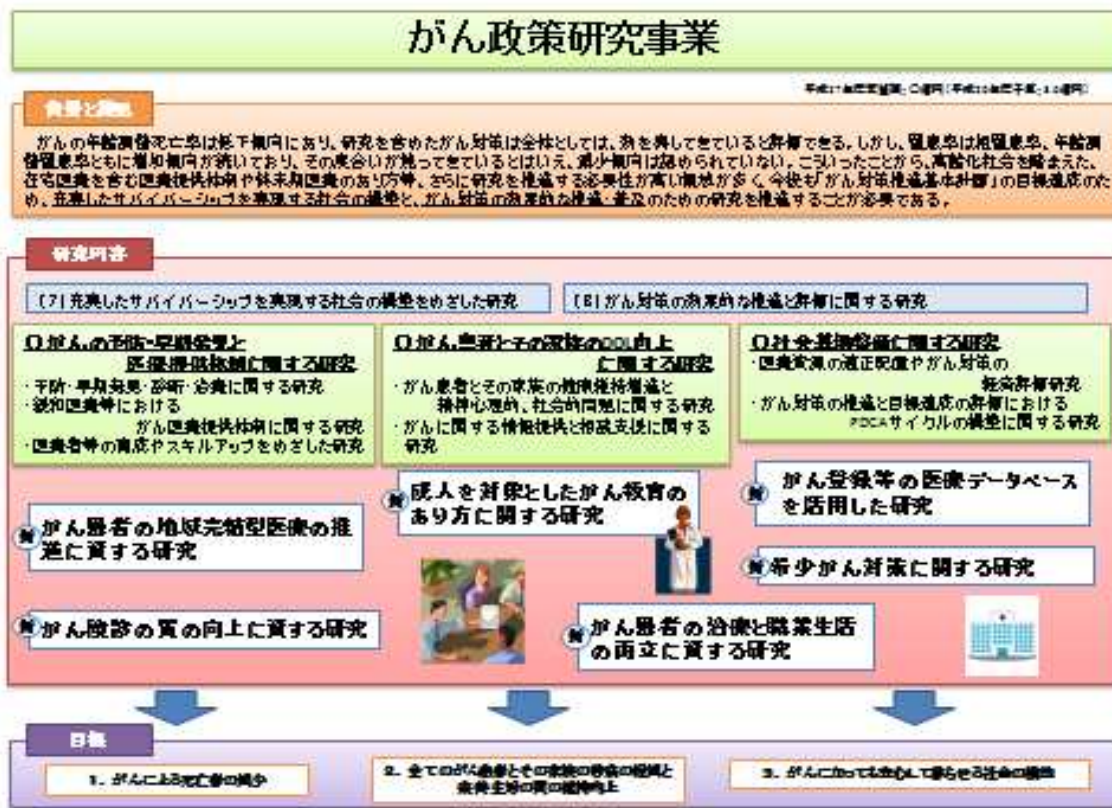 がん政策研究事業
背景と課題
がんの年齢調整死亡率は低下傾向にあり、研究を含めたがん対策は全体としては、効を奏してきていると評価できる。しかし、罹患率は粗罹患率、年齢調
整罹患率ともに増加傾向が続いており、その度合いが減ってきているとはいえ、減少傾向は認められていない。こういったことから、高齢化社会を踏まえた、
在宅医療を含む医療提供体制や終末期医療のあり方等、さらに研究を推進する必要性が高い領域が多く、今後も「がん対策推進基本計画」の目標達成のた
め、充実したサバイバーシップを実現する社会の構築と、がん対策の効果的な推進・普及のための研究を推進することが必要である。
研究内容
(7)充実したサバイバーシップを実現する社会の構築をめざした研究
(8)がん対策の効果的な推進と評価に関する研究
○がんの予防・早期発見と
医療提供体制に関する研究
・予防・早期発見・診断・治療に関する研究
・緩和医療等における
がん医療提供体制に関する研究
・医療者等の育成やスキルアップをめざした研究
○がん患者とその家族のQOL向上
に関する研究
・がん患者とその家族の健康維持増進と
精神心理的、社会的問題に関する研究
・がんに関する情報提供と相談支援に関する
研究
○社会基盤整備に関する研究
・医療資源の適正配置やがん対策の
経済評価研究
・がん対策の推進と目標達成の評価における
PDCAサイクルの構築に関する研究
新
がん患者の地域完結型医療の推
進に資する研究
新
がん検診の質の向上に資する研究
新
成人を対象としたがん教育の
あり方に関する研究
新
がん患者の治療と職業生活
の両立に資する研究
新
がん登録等の医療データベース
を活用した研究
新
希少がん対策に関する研究
目標
1. がんによる死亡者の減少
2. 全てのがん患者とその家族の苦痛の軽減と
療養生活の質の維持向上
3. がんになっても安心して暮らせる社会の構築